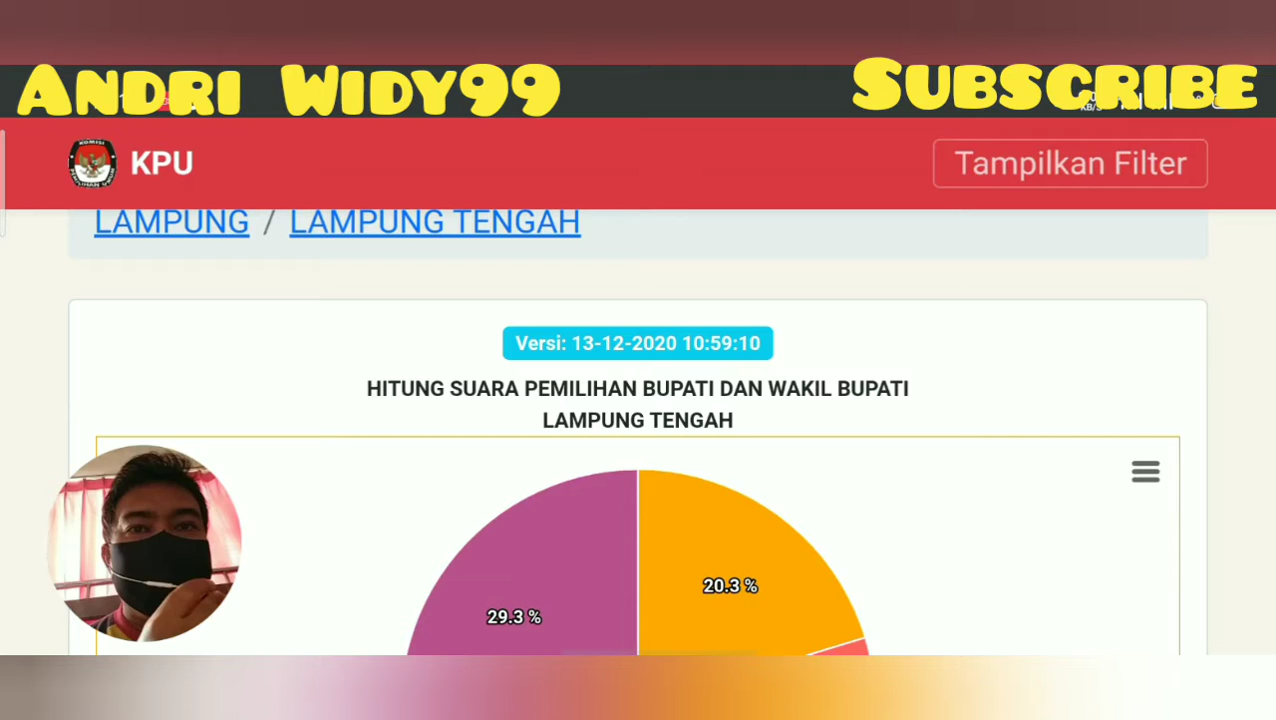 Andri Widy99
Subscribe
KPU
Tampilkan Filter
LAMPUNG / LAMPUNG TENGAH
Versi: 13-12-2020 10:59:10
HITUNG SUARA PEMILIHAN BUPATI DAN WAKIL BUPATI
LAMPUNG TENGAH
20.3 %
29.3 %